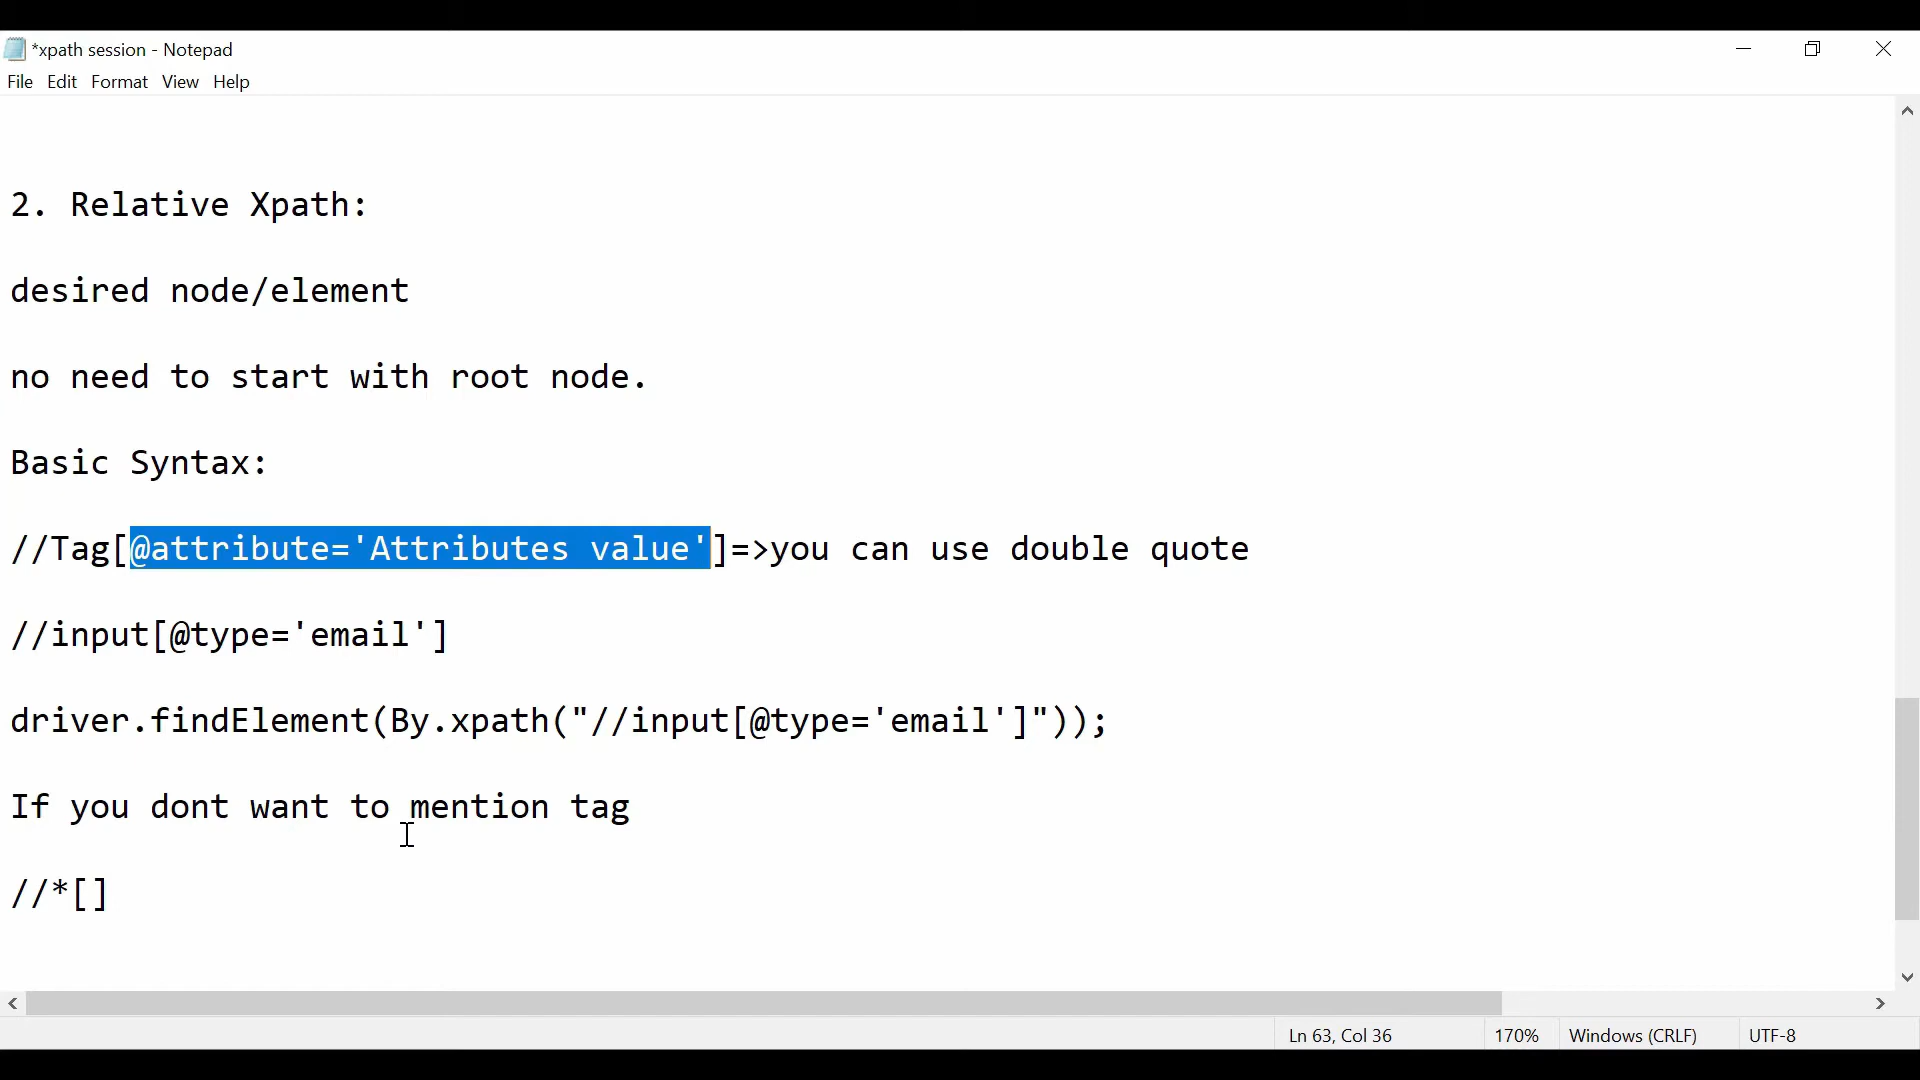 *xpath session - Notepad
File Edit Format View Help
2. Relative Xpath:
desired node/element
no need to start with root node.
Basic Syntax:
//Tag[@attribute='Attributes value']=>you can use double quote
//input[@type='email']
driver.findElement(By.xpath("//input[@type='email']"));
If you dont want to mention tag
//*[]
Ln 63, Col 36 170% Windows (CRLF) UTF-8